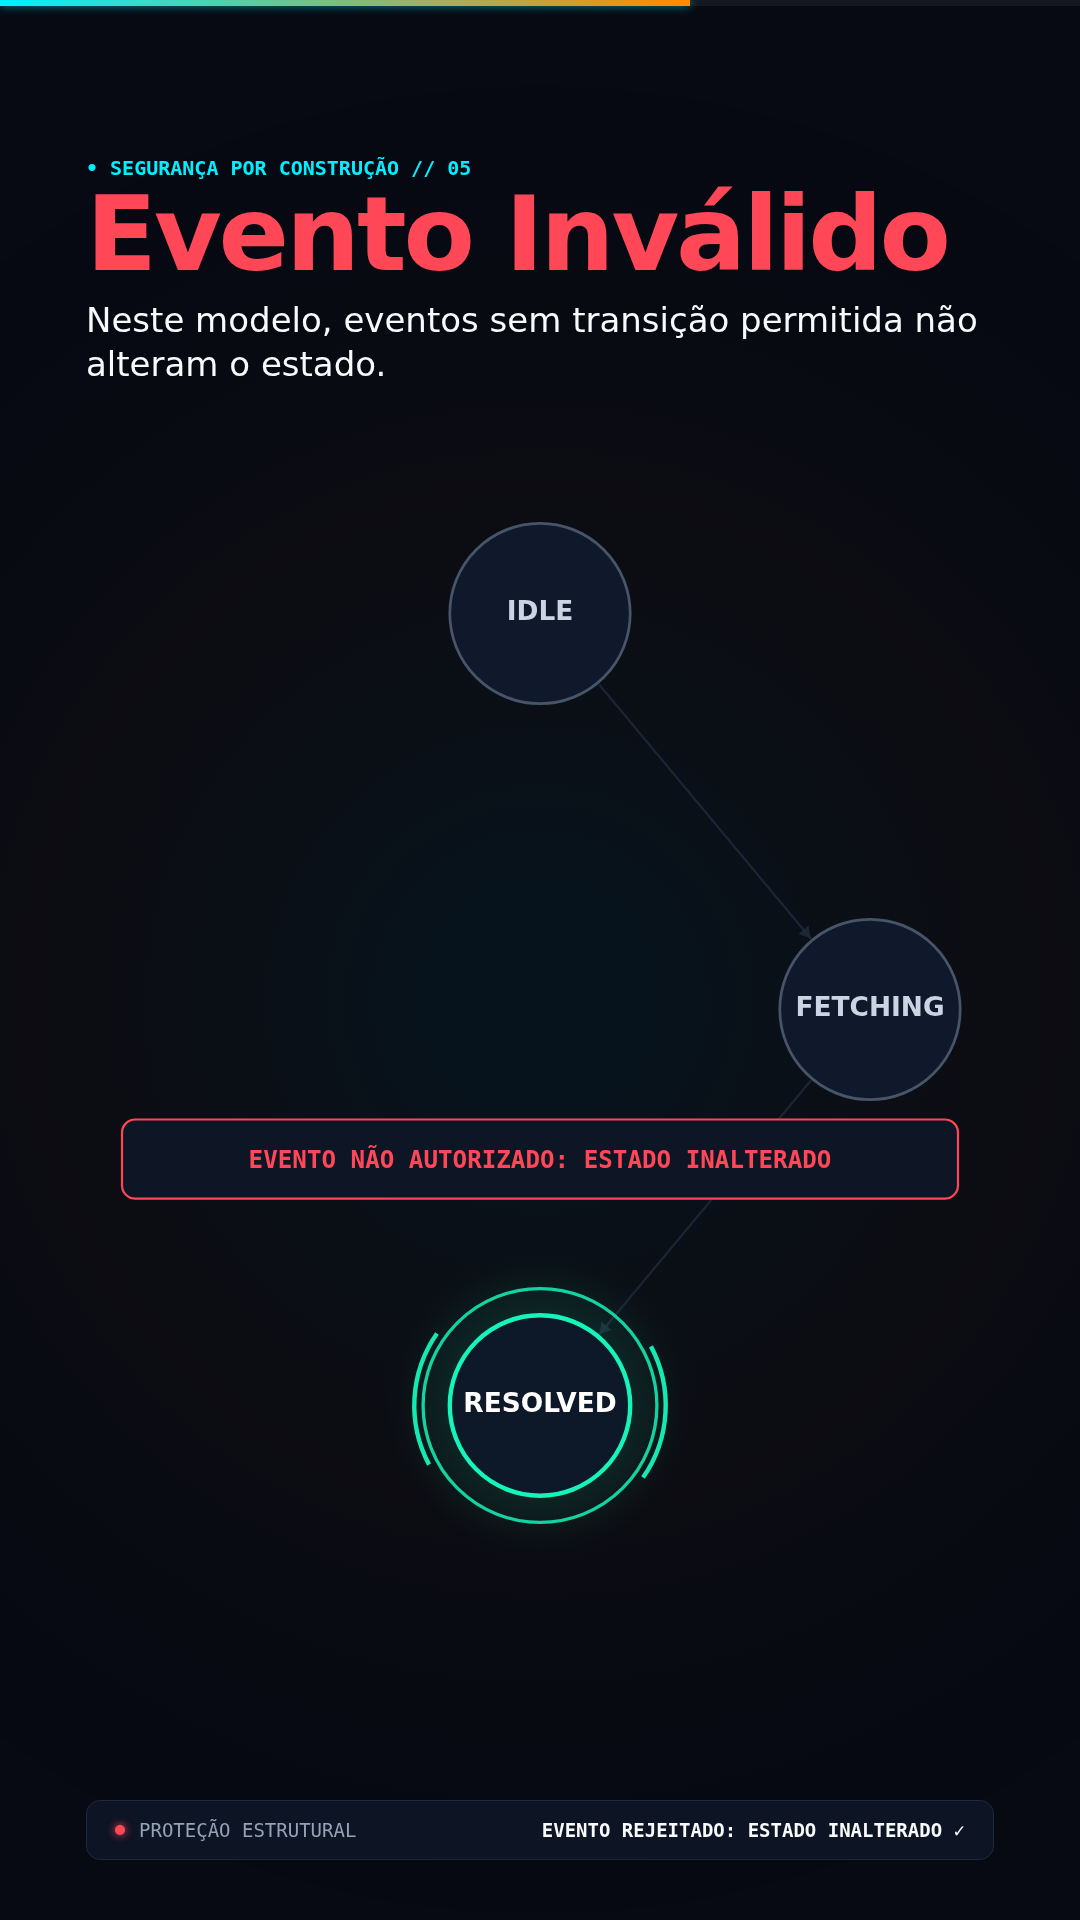 • SEGURANÇA POR CONSTRUÇÃO // 05
Evento Inválido
Neste modelo, eventos sem transição permitida não
alteram o estado.
IDLE
FETCHING
EVENTO NÃO AUTORIZADO: ESTADO INALTERADO
RESOLVED
PROTEÇÃO ESTRUTURAL
EVENTO REJEITADO: ESTADO INALTERADO ✓